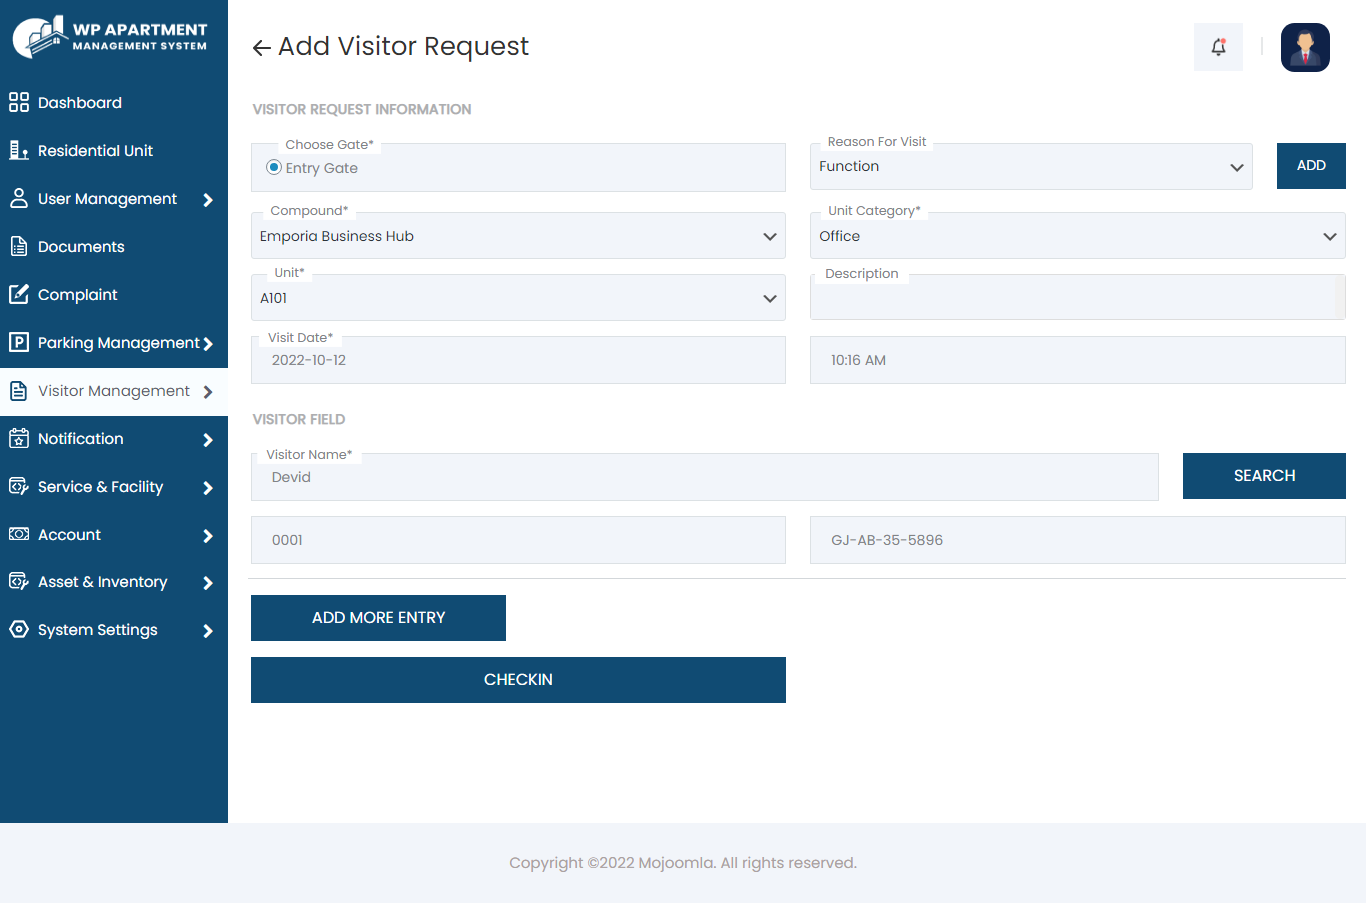 WP APARTMENT
MANAGEMENT SYSTEM
Dashboard
Residential Unit
User Management
Documents
Complaint
Parking Management
Visitor Management
Notification
Service & Facility
Account
Asset & Inventory
System Settings
Add Visitor Request
VISITOR REQUEST INFORMATION
Choose Gate*
Entry Gate
Reason For Visit
Function
ADD
Compound*
Emporia Business Hub
Unit Category*
Office
Unit*
A101
Description
Visit Date*
2022-10-12
10:16 AM
VISITOR FIELD
Visitor Name*
Devid
SEARCH
0001
GJ-AB-35-5896
ADD MORE ENTRY
CHECKIN
Copyright ©2022 Mojoomla. All rights reserved.